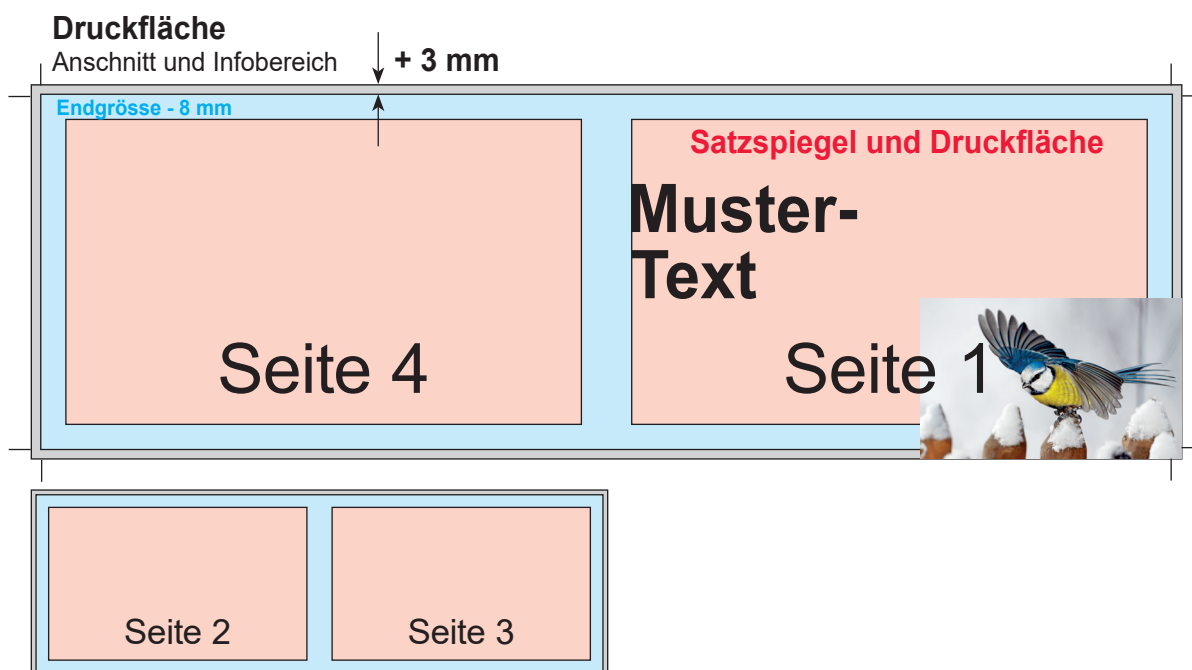 Druckfläche
Anschnitt und Infobereich
+ 3 mm
Endgrösse - 8 mm
Satzspiegel und Druckfläche
Muster-
Text
Seite 4
Seite 1
Seite 2
Seite 3